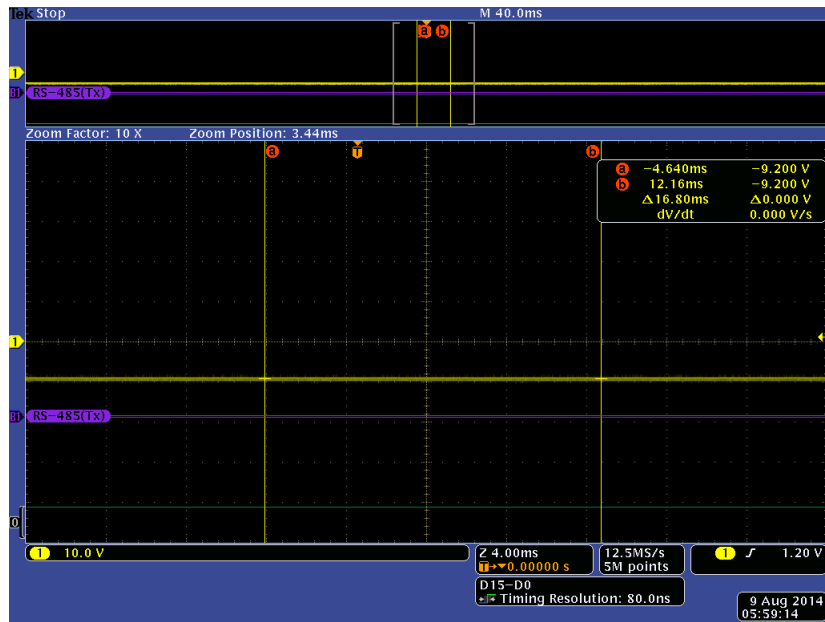 Tek Stop M 40.0ms
a b
1
B1 RS-485(Tx)
Zoom Factor: 10 X Zoom Position: 3.44ms
a T b
a -4.640ms -9.200 V
b 12.16ms -9.200 V
Δ16.80ms Δ0.000 V
dV/dt 0.000 V/s
1
B1 RS-485(Tx)
0
1 10.0 V Z 4.00ms 12.5MS/s 1 1.20 V
T→▼0.00000 s 5M points
D15-D0
Timing Resolution: 80.0ns
9 Aug 2014
05:59:14